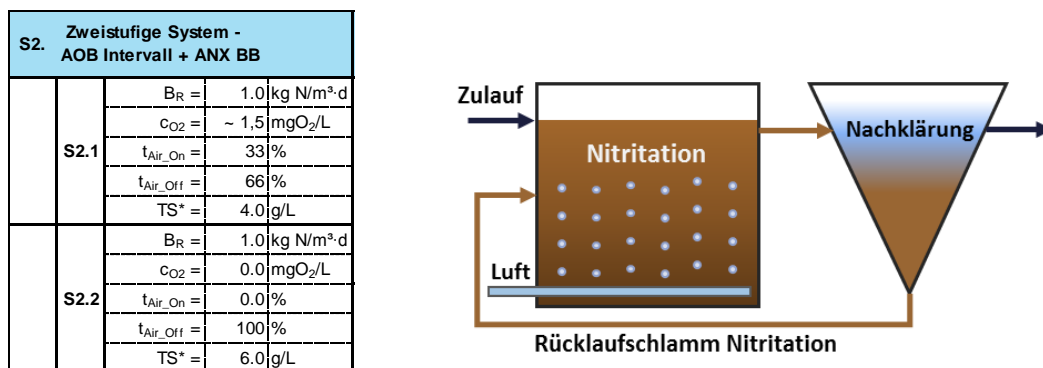 S2. Zweistufige System -
AOB Intervall + ANX BB
S2.1
B_R = 1.0 kg N/m³·d
c_O2 = ~ 1,5 mgO₂/L
t_Air_On = 33 %
t_Air_Off = 66 %
TS* = 4.0 g/L
S2.2
B_R = 1.0 kg N/m³·d
c_O2 = 0.0 mgO₂/L
t_Air_On = 0.0 %
t_Air_Off = 100 %
TS* = 6.0 g/L
Zulauf
Nitritation
Nachklärung
Luft
Rücklaufschlamm Nitritation